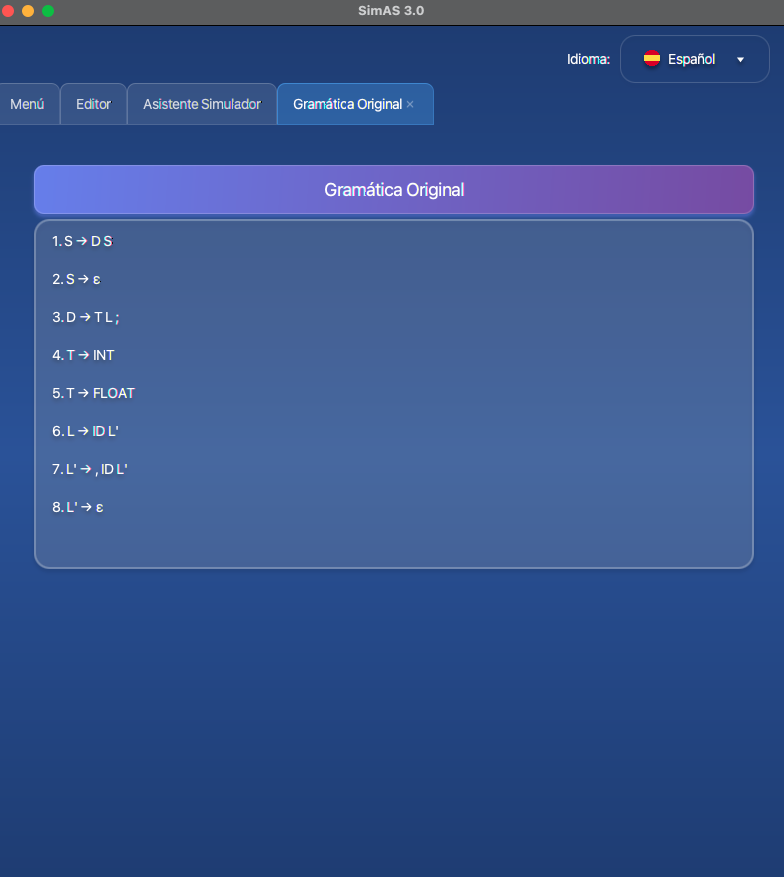 SimAS 3.0
Idioma: Español
Menú Editor Asistente Simulador Gramática Original ×
Gramática Original
1. S → D S
2. S → ε
3. D → T L ;
4. T → INT
5. T → FLOAT
6. L → ID L'
7. L' → , ID L'
8. L' → ε